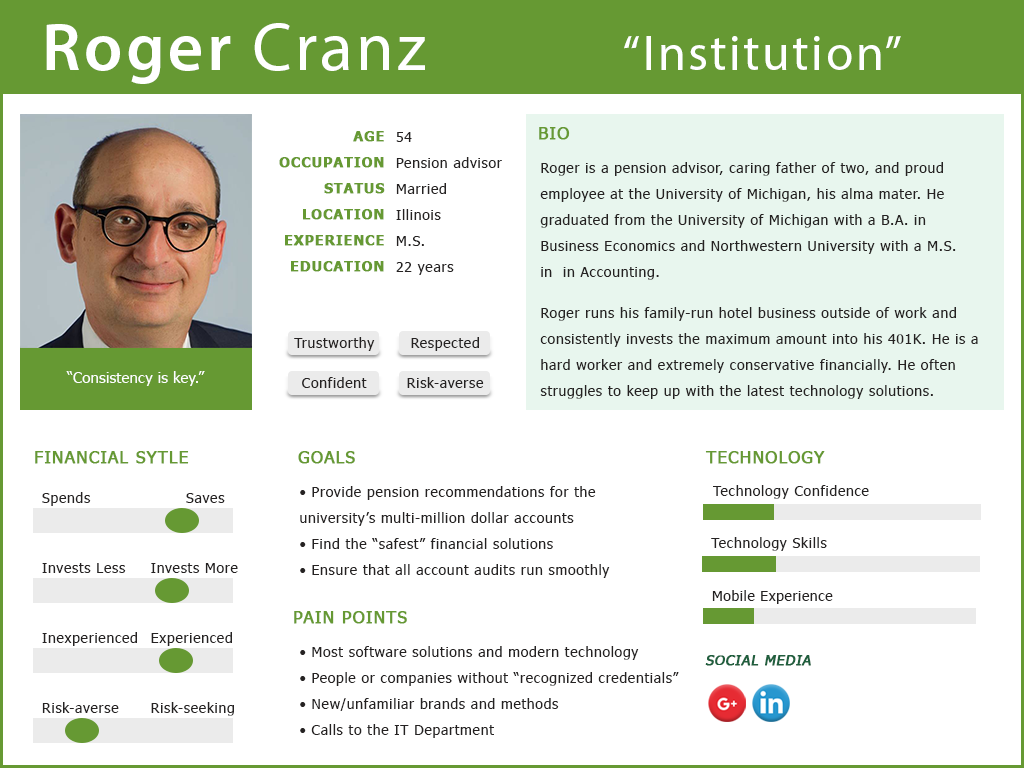 Roger Cranz
“Institution”
“Consistency is key.”
AGE 54
OCCUPATION Pension advisor
STATUS Married
LOCATION Illinois
EXPERIENCE M.S.
EDUCATION 22 years
Trustworthy Respected
Confident Risk-averse
BIO
Roger is a pension advisor, caring father of two, and proud
employee at the University of Michigan, his alma mater. He
graduated from the University of Michigan with a B.A. in
Business Economics and Northwestern University with a M.S.
in in Accounting.
Roger runs his family-run hotel business outside of work and
consistently invests the maximum amount into his 401K. He is a
hard worker and extremely conservative financially. He often
struggles to keep up with the latest technology solutions.
FINANCIAL SYTLE
Spends Saves
Invests Less Invests More
Inexperienced Experienced
Risk-averse Risk-seeking
GOALS
• Provide pension recommendations for the
university’s multi-million dollar accounts
• Find the “safest” financial solutions
• Ensure that all account audits run smoothly
PAIN POINTS
• Most software solutions and modern technology
• People or companies without “recognized credentials”
• New/unfamiliar brands and methods
• Calls to the IT Department
TECHNOLOGY
Technology Confidence
Technology Skills
Mobile Experience
SOCIAL MEDIA
G+ in